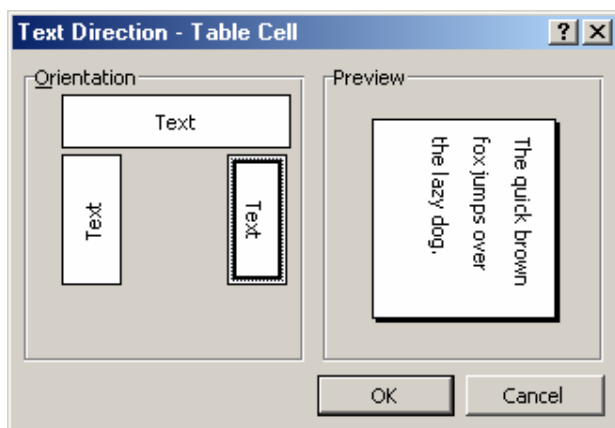 Text Direction - Table Cell
Orientation
Text
Text
Text
Preview
The quick brown
fox jumps over
the lazy dog.
OK
Cancel